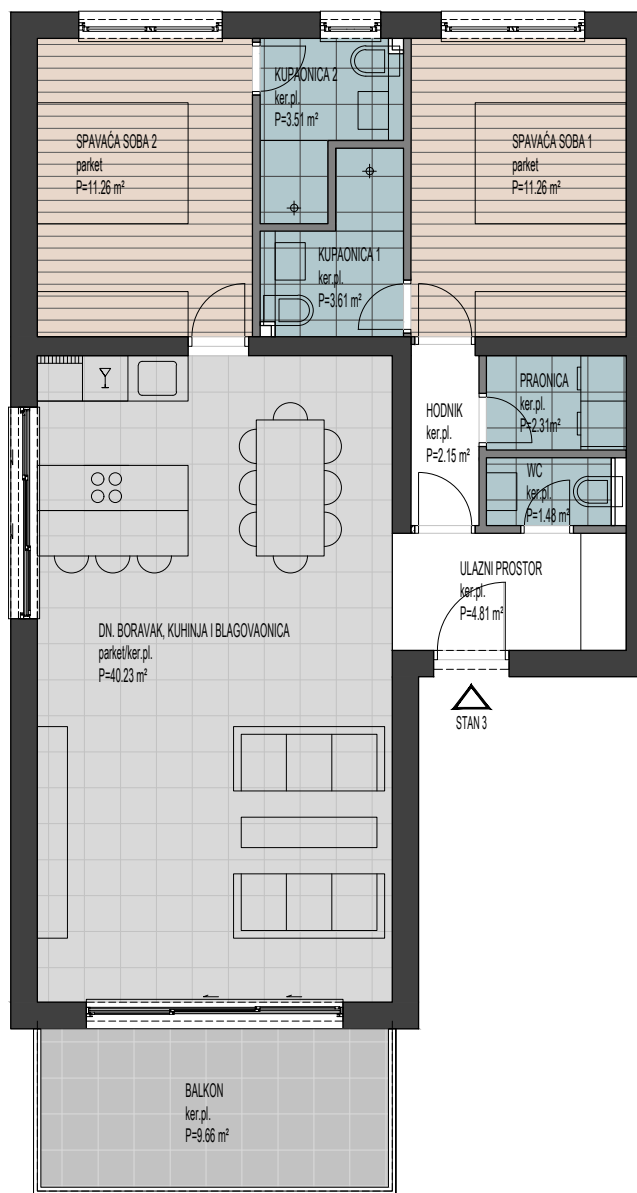 KUPAONICA 2
ker.pl.
P=3.51 m²
SPAVAĆA SOBA 2
parket
P=11.26 m²
SPAVAĆA SOBA 1
parket
P=11.26 m²
KUPAONICA 1
ker.pl.
P=3.61 m²
PRAONICA
ker.pl.
P=2.31m²
HODNIK
ker.pl.
P=2.15 m²
WC
ker.pl.
P=1.48 m²
ULAZNI PROSTOR
ker.pl.
P=4.81 m²
DN. BORAVAK, KUHINJA I BLAGOVAONICA
parket/ker.pl.
P=40.23 m²
STAN 3
BALKON
ker.pl.
P=9.66 m²